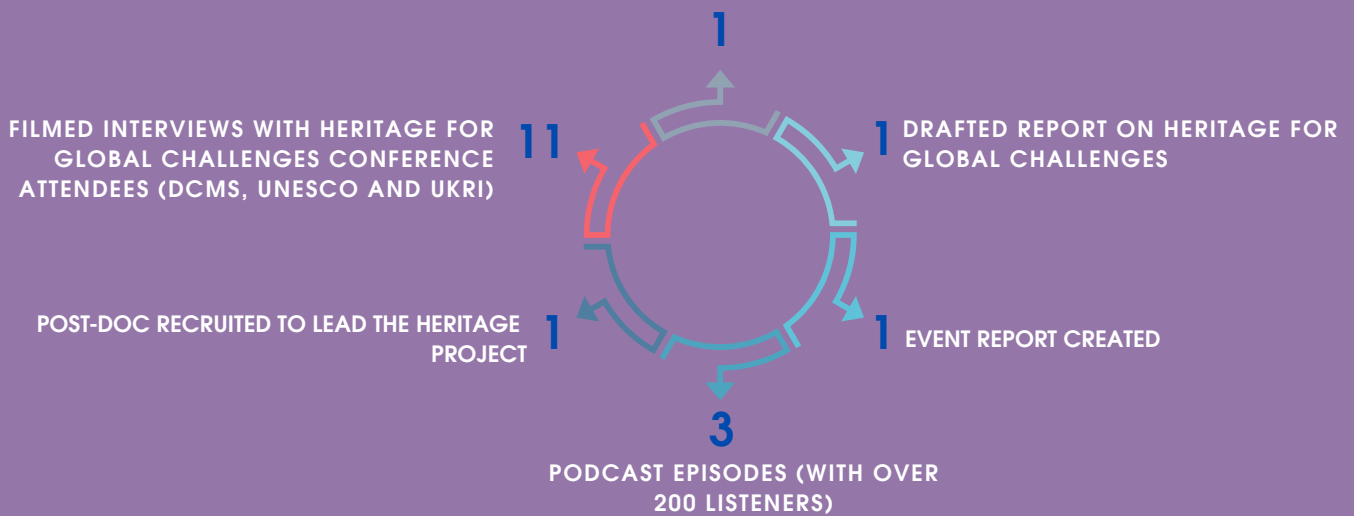 1
FILMED INTERVIEWS WITH HERITAGE FOR
GLOBAL CHALLENGES CONFERENCE
ATTENDEES (DCMS, UNESCO AND UKRI)
11
1
DRAFTED REPORT ON HERITAGE FOR
GLOBAL CHALLENGES
POST-DOC RECRUITED TO LEAD THE HERITAGE
PROJECT
1
1
EVENT REPORT CREATED
3
PODCAST EPISODES (WITH OVER
200 LISTENERS)